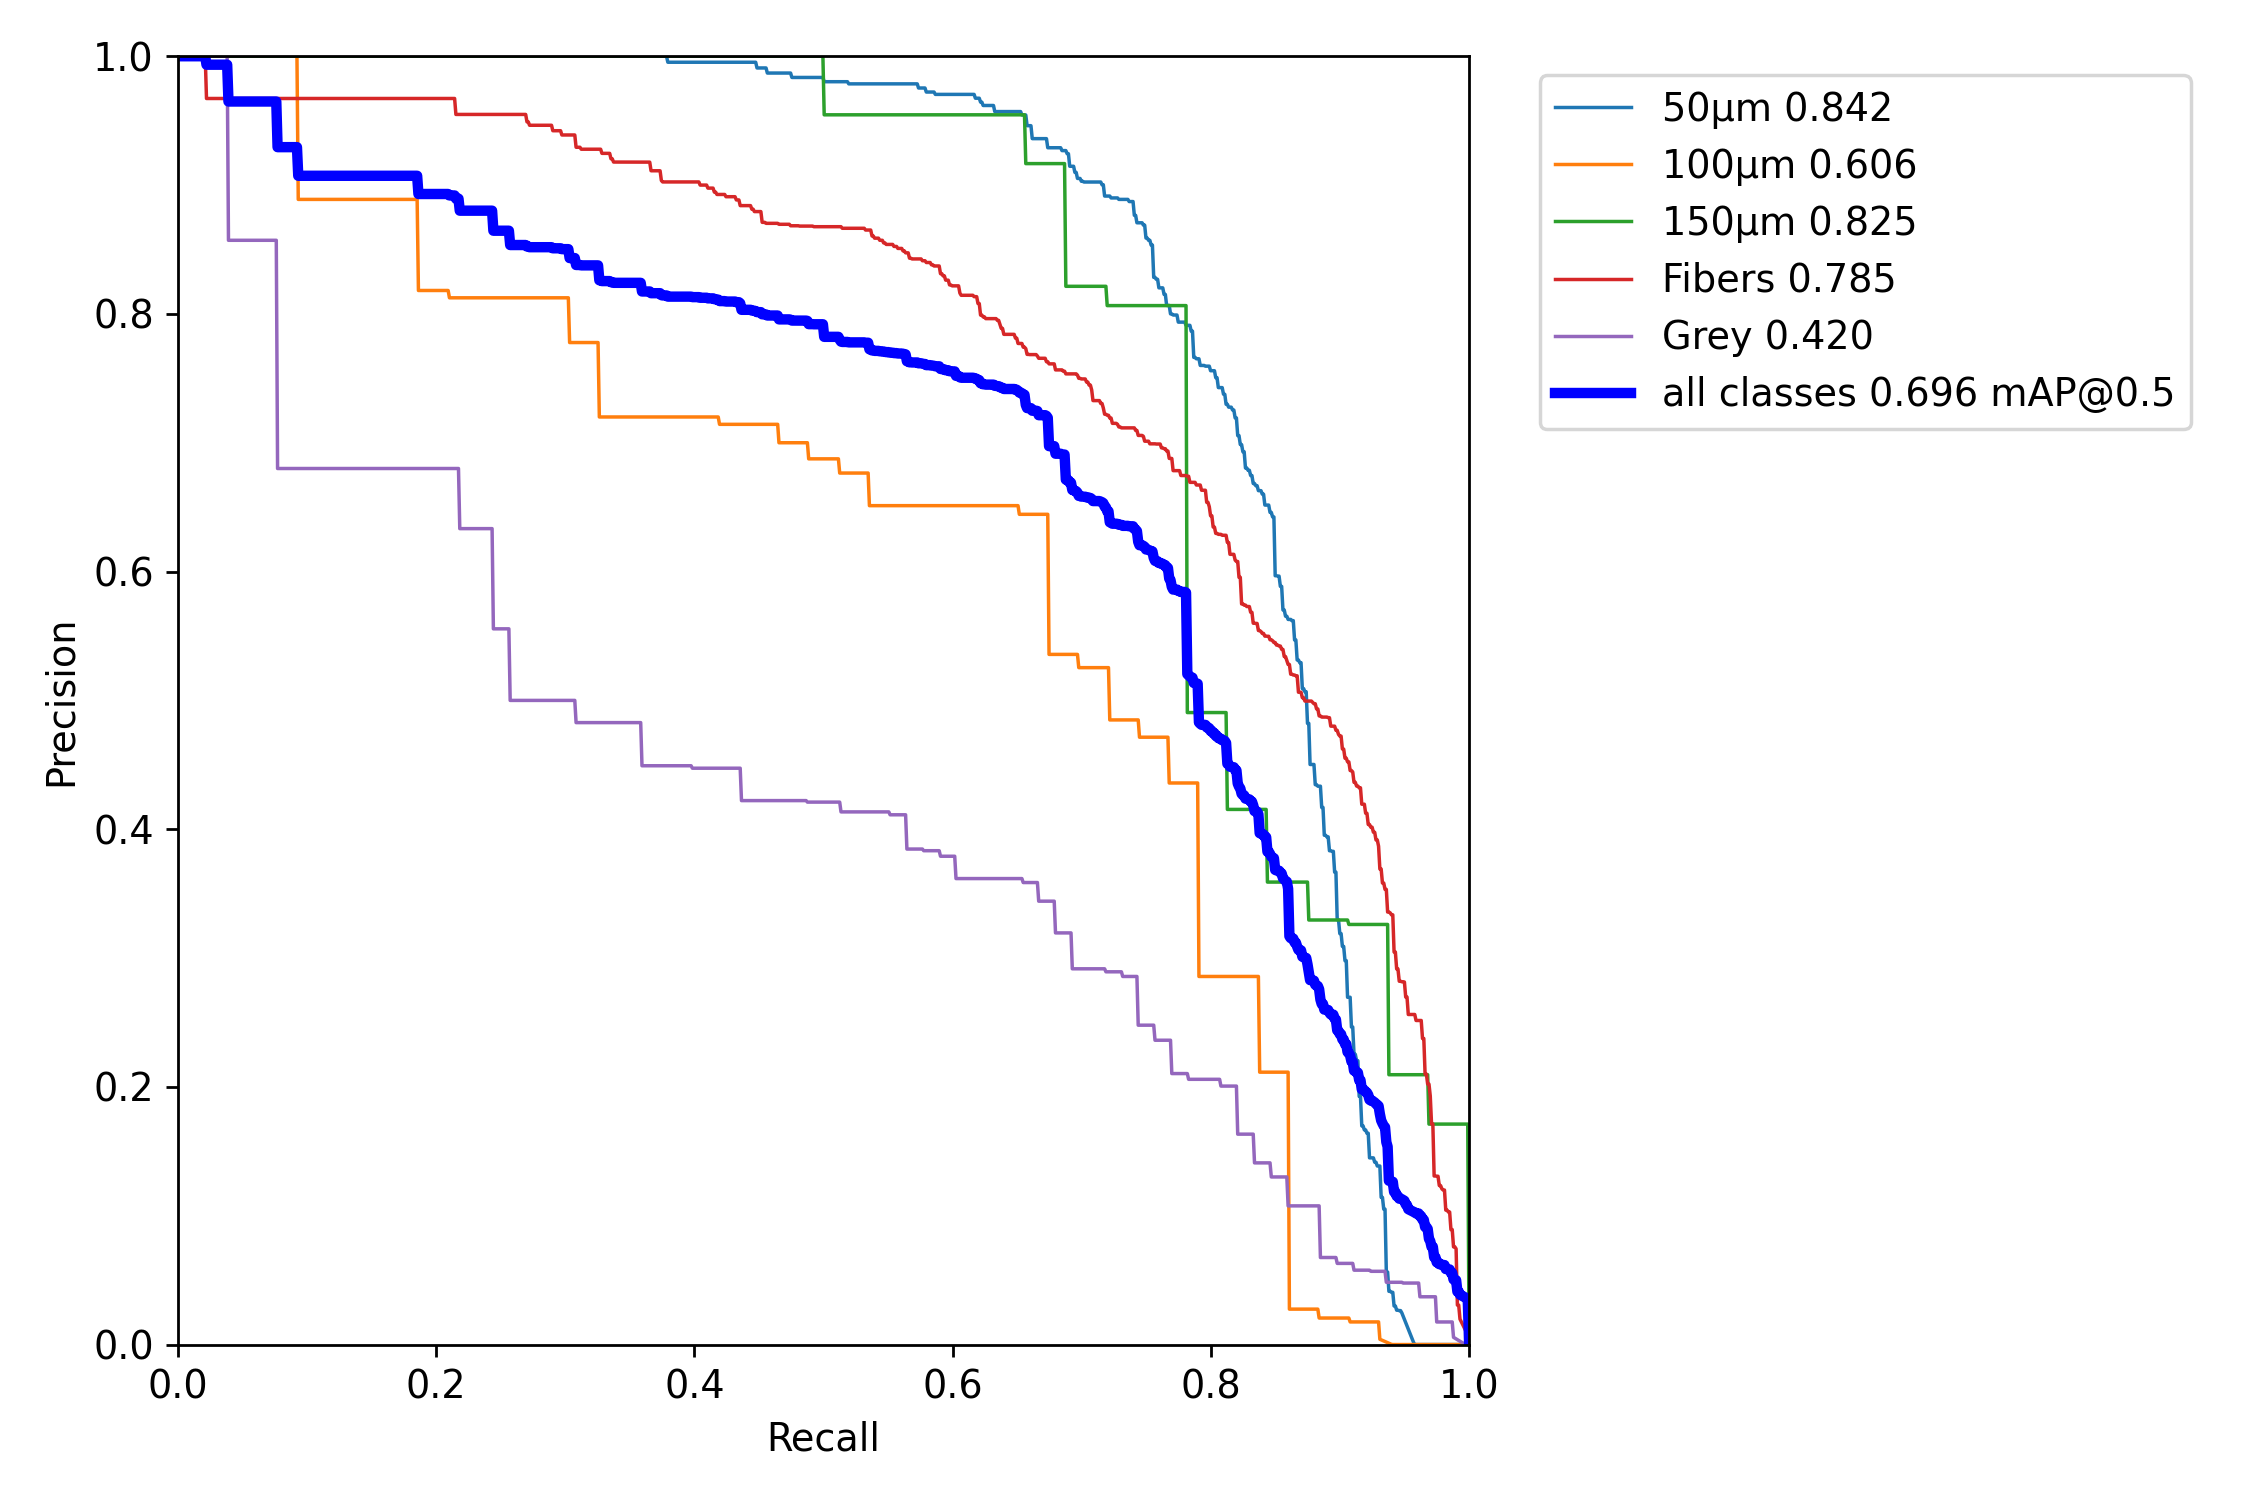 1.0
0.8
0.6
0.4
0.2
0.0
Precision
0.0 0.2 0.4 0.6 0.8 1.0
Recall
50μm 0.842
100μm 0.606
150μm 0.825
Fibers 0.785
Grey 0.420
all classes 0.696 mAP@0.5